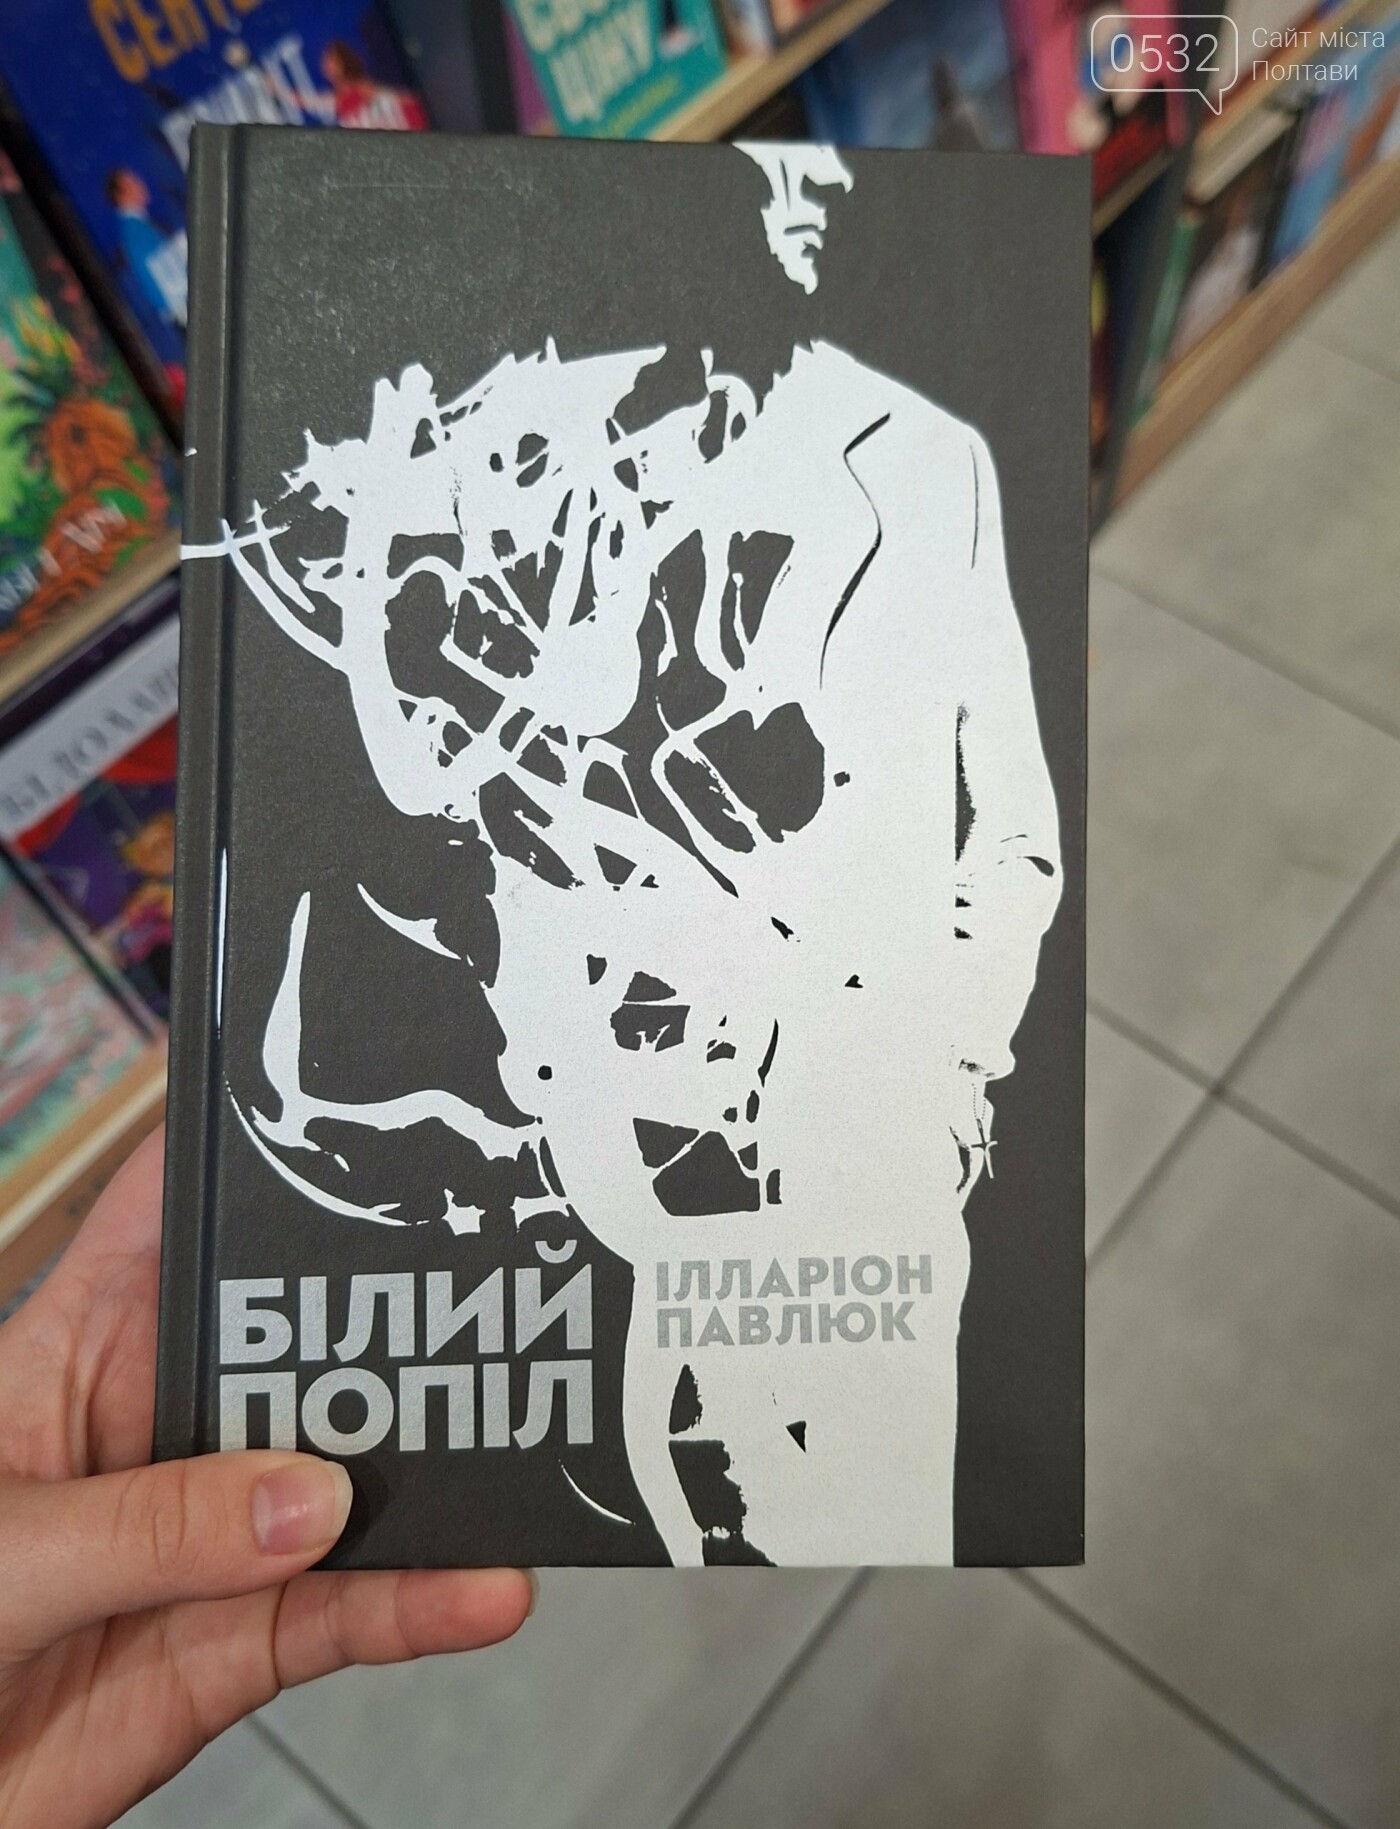 0532 Сайт міста
Полтави
БІЛИЙ
ПОПІЛ
ІЛЛАРІОН
ПАВЛЮК